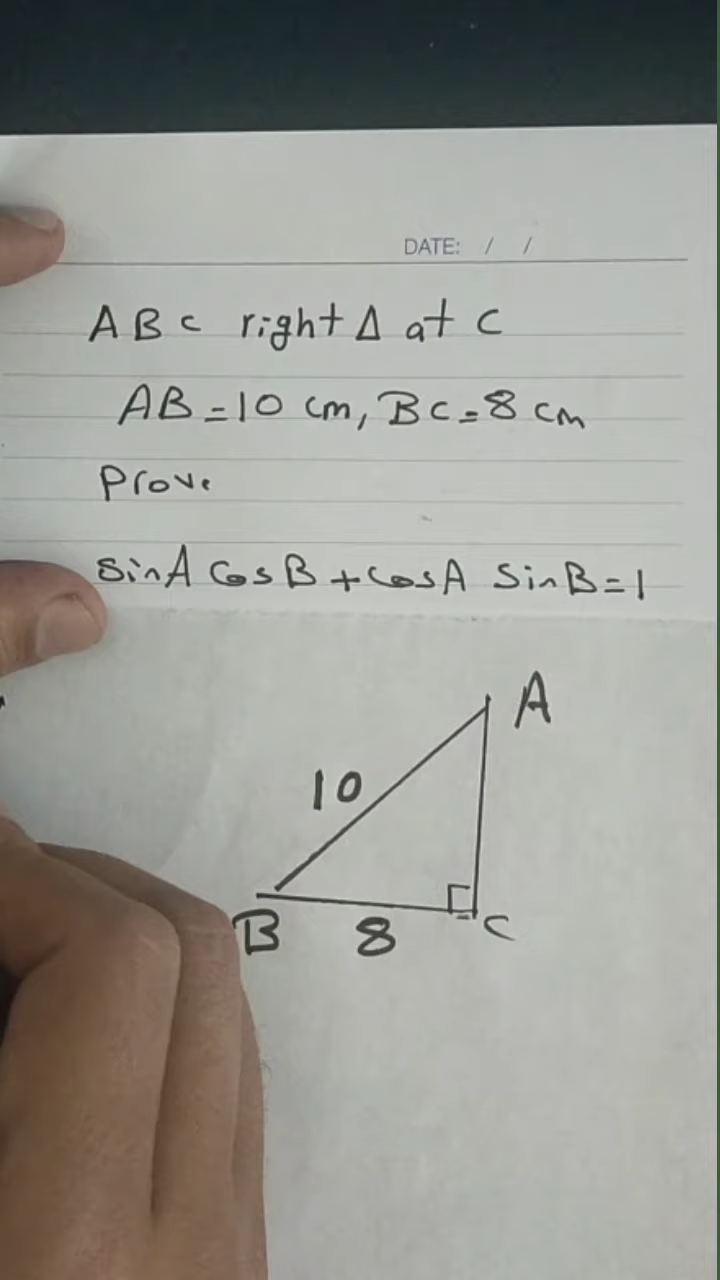 DATE: / /
ABC right Δ at C
AB=10 cm, BC=8 cm
Prove
sinA CosB+cosA SinB=1
A
10
B 8 C